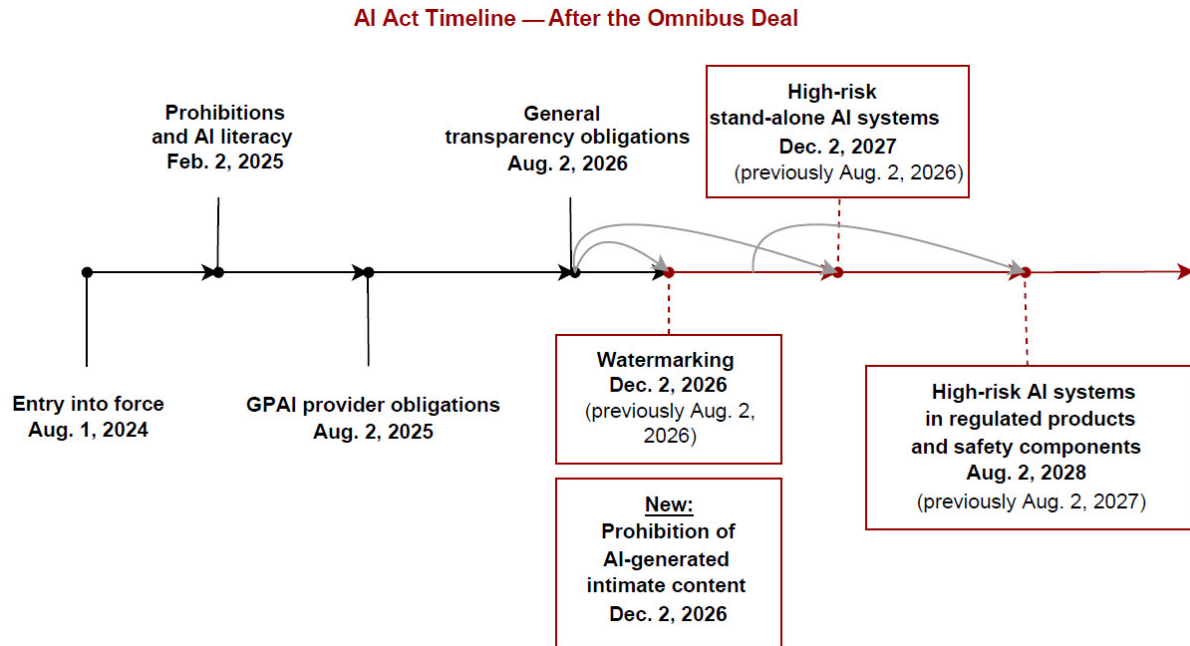 AI Act Timeline — After the Omnibus Deal
Prohibitions
and AI literacy
Feb. 2, 2025
General
transparency obligations
Aug. 2, 2026
High-risk
stand-alone AI systems
Dec. 2, 2027
(previously Aug. 2, 2026)
Entry into force
Aug. 1, 2024
GPAI provider obligations
Aug. 2, 2025
Watermarking
Dec. 2, 2026
(previously Aug. 2,
2026)
New:
Prohibition of
AI-generated
intimate content
Dec. 2, 2026
High-risk AI systems
in regulated products
and safety components
Aug. 2, 2028
(previously Aug. 2, 2027)